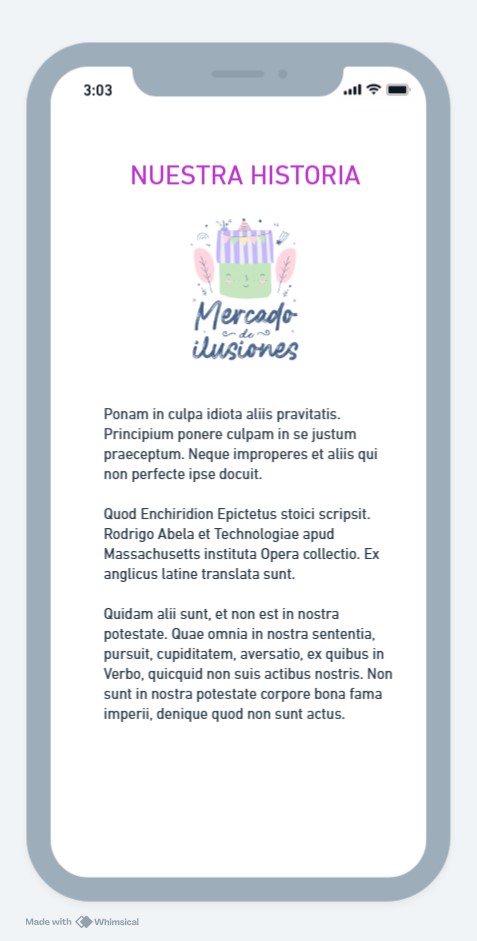 3:03
NUESTRA HISTORIA
Mercado
de
ilusiones
Ponam in culpa idiota aliis pravitatis.
Principium ponere culpam in se justum
praeceptum. Neque improperes et aliis qui
non perfecte ipse docuit.
Quod Enchiridion Epictetus stoici scripsit.
Rodrigo Abela et Technologiae apud
Massachusetts instituta Opera collectio. Ex
anglicus latine translata sunt.
Quidam alii sunt, et non est in nostra
potestate. Quae omnia in nostra sententia,
pursuit, cupiditatem, aversatio, ex quibus in
Verbo, quicquid non suis actibus nostris. Non
sunt in nostra potestate corpore bona fama
imperii, denique quod non sunt actus.
Made with Whimsical